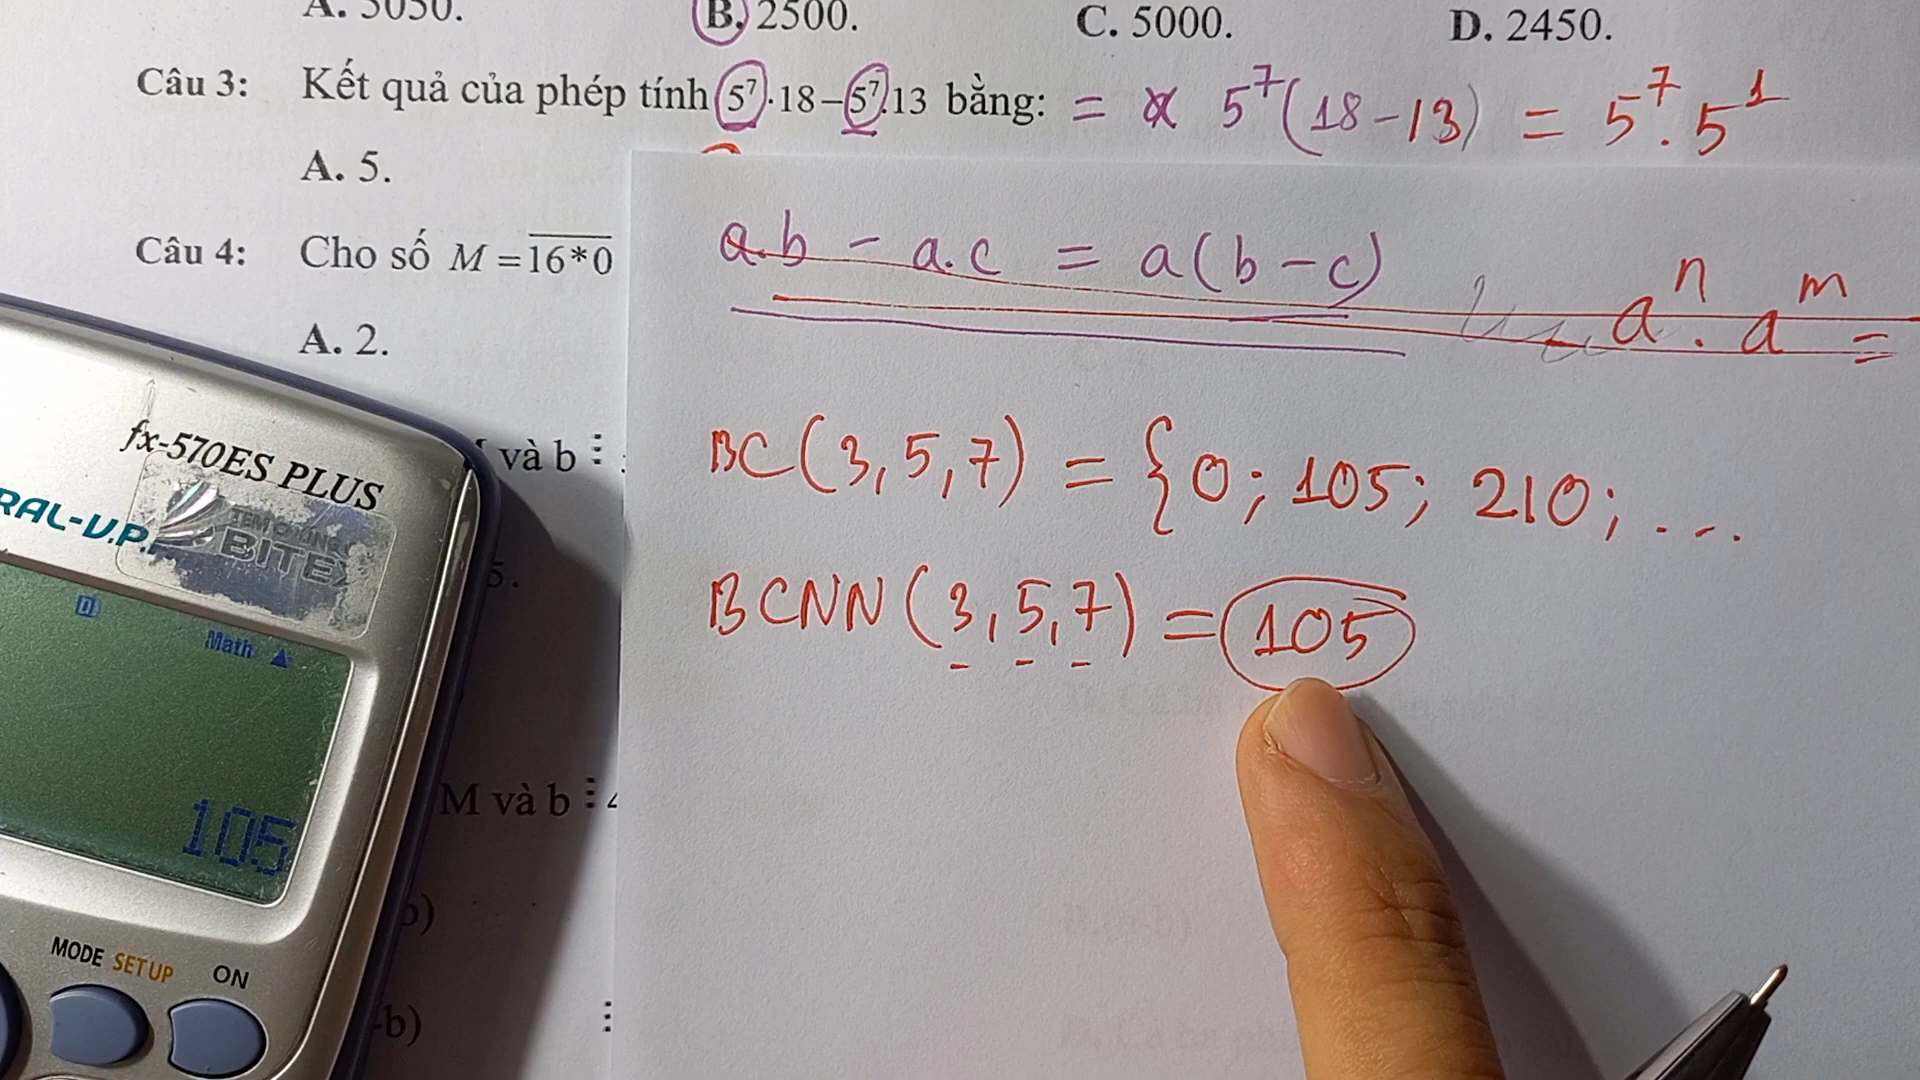 A. 5050. B. 2500. C. 5000. D. 2450.
Câu 3: Kết quả của phép tính 5⁷.18–5⁷.13 bằng: = 5⁷(18-13) = 5⁷.5¹
A. 5.
Câu 4: Cho số M = 16*0
A. 2.
a.b - a.c = a(b-c)
aⁿ . aᵐ =
fx-570ES PLUS
RAL-V.P.
BITEX
và b ⋮
BC(3,5,7) = {0; 105; 210; ...
5.
BCNN(3,5,7) = 105
Math ▲
105
M và b ⋮
b)
MODE SETUP ON
-b)
⋮